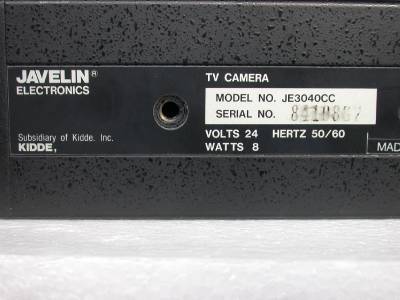 JAVELIN®
ELECTRONICS
Subsidiary of Kidde. Inc.
KIDDE,
TV CAMERA
MODEL NO. JE3040CC
SERIAL NO.
VOLTS 24 HERTZ 50/60
WATTS 8
MAD